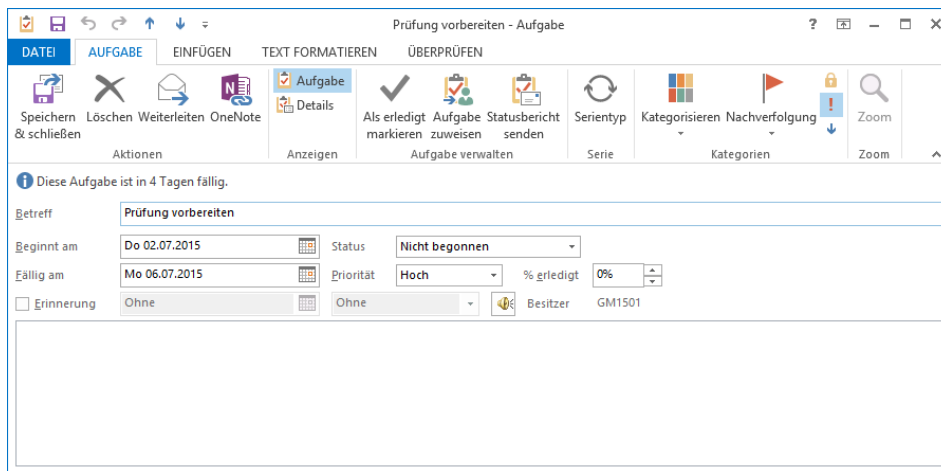 Prüfung vorbereiten - Aufgabe
?
DATEI AUFGABE EINFÜGEN TEXT FORMATIEREN ÜBERPRÜFEN
Speichern & schließen
Löschen
Weiterleiten
OneNote
Aktionen
Aufgabe
Details
Anzeigen
Als erledigt markieren
Aufgabe zuweisen
Statusbericht senden
Aufgabe verwalten
Serientyp
Serie
Kategorisieren
Nachverfolgung
Kategorien
Zoom
Zoom
Diese Aufgabe ist in 4 Tagen fällig.
Betreff Prüfung vorbereiten
Beginnt am Do 02.07.2015 Status Nicht begonnen
Fällig am Mo 06.07.2015 Priorität Hoch % erledigt 0%
Erinnerung Ohne Ohne Besitzer GM1501